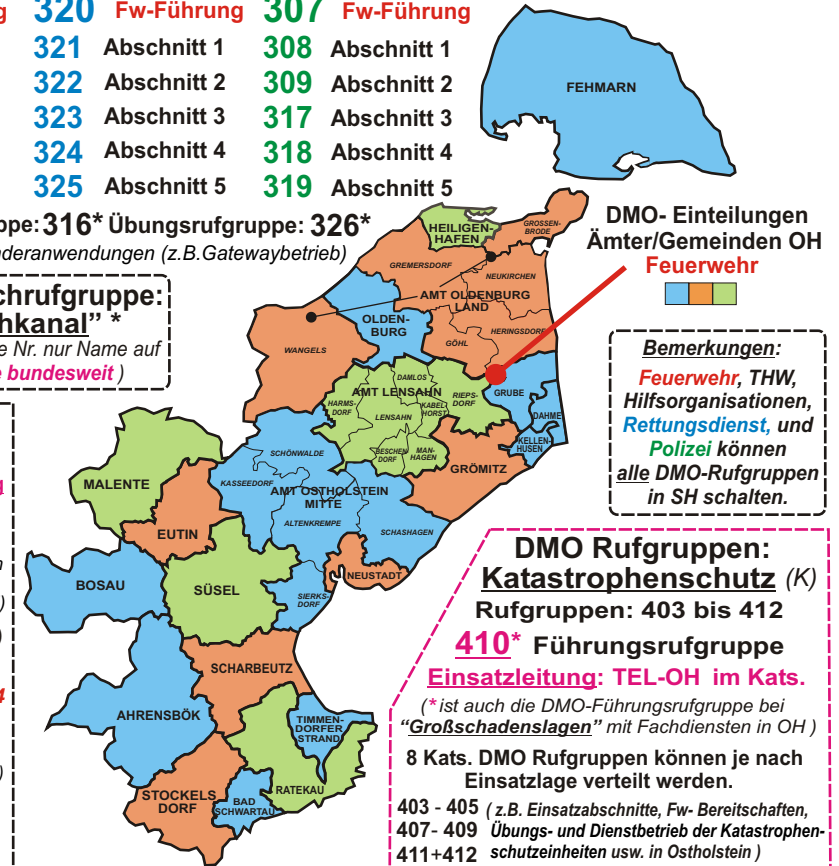 320 Fw-Führung 307 Fw-Führung
321 Abschnitt 1 308 Abschnitt 1
322 Abschnitt 2 309 Abschnitt 2
323 Abschnitt 3 317 Abschnitt 3
324 Abschnitt 4 318 Abschnitt 4
325 Abschnitt 5 319 Abschnitt 5
ppe: 316* Übungsrufgruppe: 326*
nderanwendungen (z.B.Gatewaybetrieb)
chrufgruppe:
hkanal" *
e Nr. nur Name auf
e bundesweit )
FEHMARN
HEILIGEN-
HAFEN
GROSSEN-
BRODE
GREMERSDORF
NEUKIRCHEN
AMT OLDENBURG
LAND
OLDEN-
BURG
WANGELS
GÖHL
HERINGSDORF
DAMLOS
AMT LENSAHN
HARMS-
DORF
LENSAHN
KABEL-
HORST
RIEPS-
DORF
BESCHEN-
DORF
MAN-
HAGEN
GRUBE
DAHME
KELLEN-
HUSEN
GRÖMITZ
SCHÖNWALDE
KASSEEDORF
AMT OSTHOLSTEIN
MITTE
ALTENKREMPE
SCHASHAGEN
MALENTE
EUTIN
BOSAU
SÜSEL
SIERKS-
DORF
NEUSTADT
SCHARBEUTZ
AHRENSBÖK
TIMMEN-
DORFER
STRAND
RATEKAU
STOCKELS
DORF
BAD
SCHWARTAU
DMO- Einteilungen
Ämter/Gemeinden OH
Feuerwehr
Bemerkungen:
Feuerwehr, THW,
Hilfsorganisationen,
Rettungsdienst, und
Polizei können
alle DMO-Rufgruppen
in SH schalten.
DMO Rufgruppen:
Katastrophenschutz (K)
Rufgruppen: 403 bis 412
410* Führungsrufgruppe
Einsatzleitung: TEL-OH im Kats.
(*ist auch die DMO-Führungsrufgruppe bei
"Großschadenslagen" mit Fachdiensten in OH )
8 Kats. DMO Rufgruppen können je nach
Einsatzlage verteilt werden.
403 - 405 ( z.B. Einsatzabschnitte, Fw- Bereitschaften,
407- 409 Übungs- und Dienstbetrieb der Katastrophen-
411+412 schutzeinheiten usw. in Ostholstein )